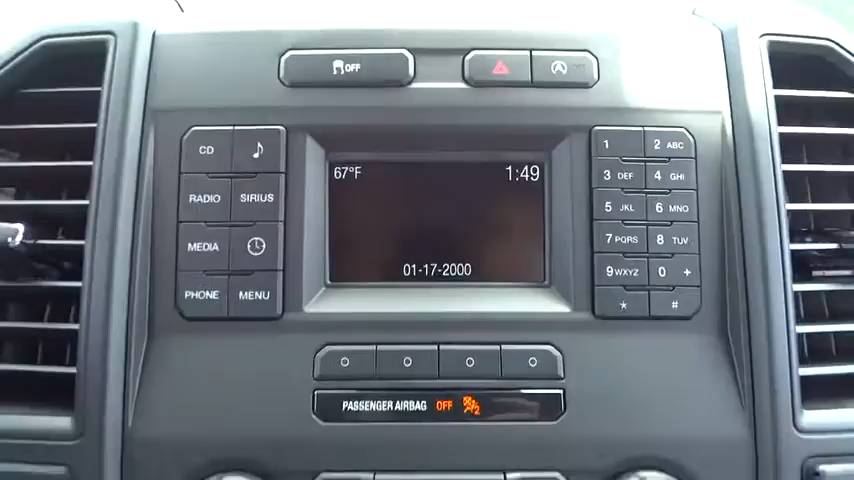 OFF
CD
RADIO SIRIUS
MEDIA
PHONE MENU
67°F 1:49
01-17-2000
1 2 ABC
3 DEF 4 GHI
5 JKL 6 MNO
7 PQRS 8 TUV
9 WXYZ 0 +
* #
PASSENGER AIRBAG OFF 2